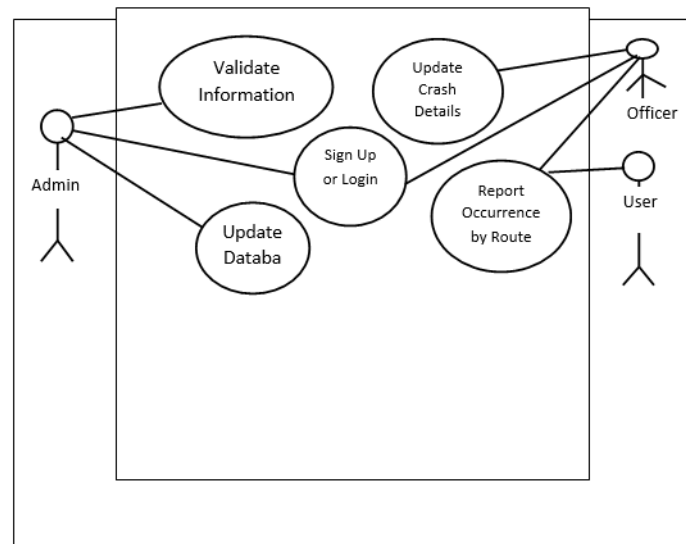 Validate
Information
Update
Crash
Details
Officer
Admin
Sign Up
or Login
Report
Occurrence
by Route
User
Update
Databa